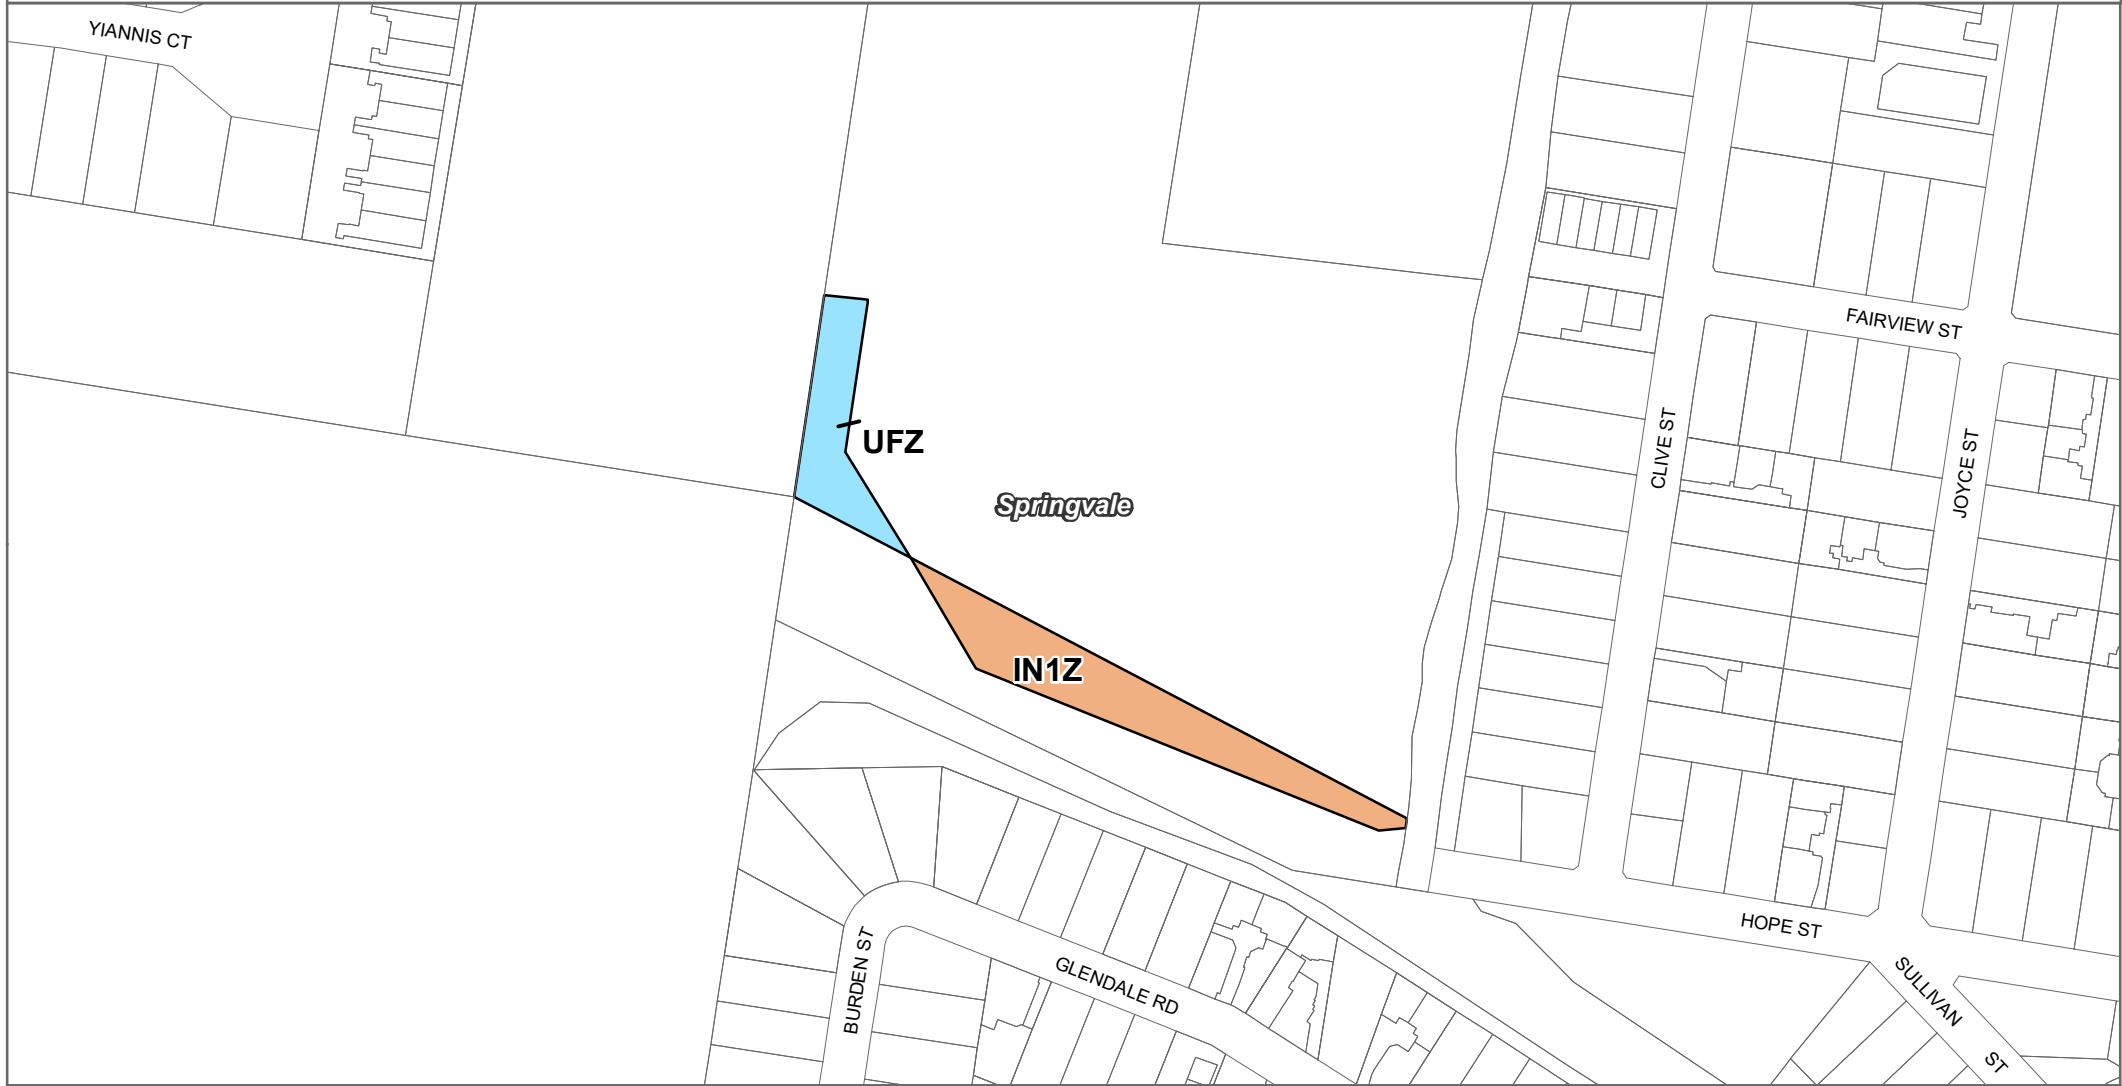 YIANNIS CT
FAIRVIEW ST
UFZ
CLIVE ST
JOYCE ST
Springvale
IN1Z
HOPE ST
BURDEN ST
GLENDALE RD
SULLIVAN ST